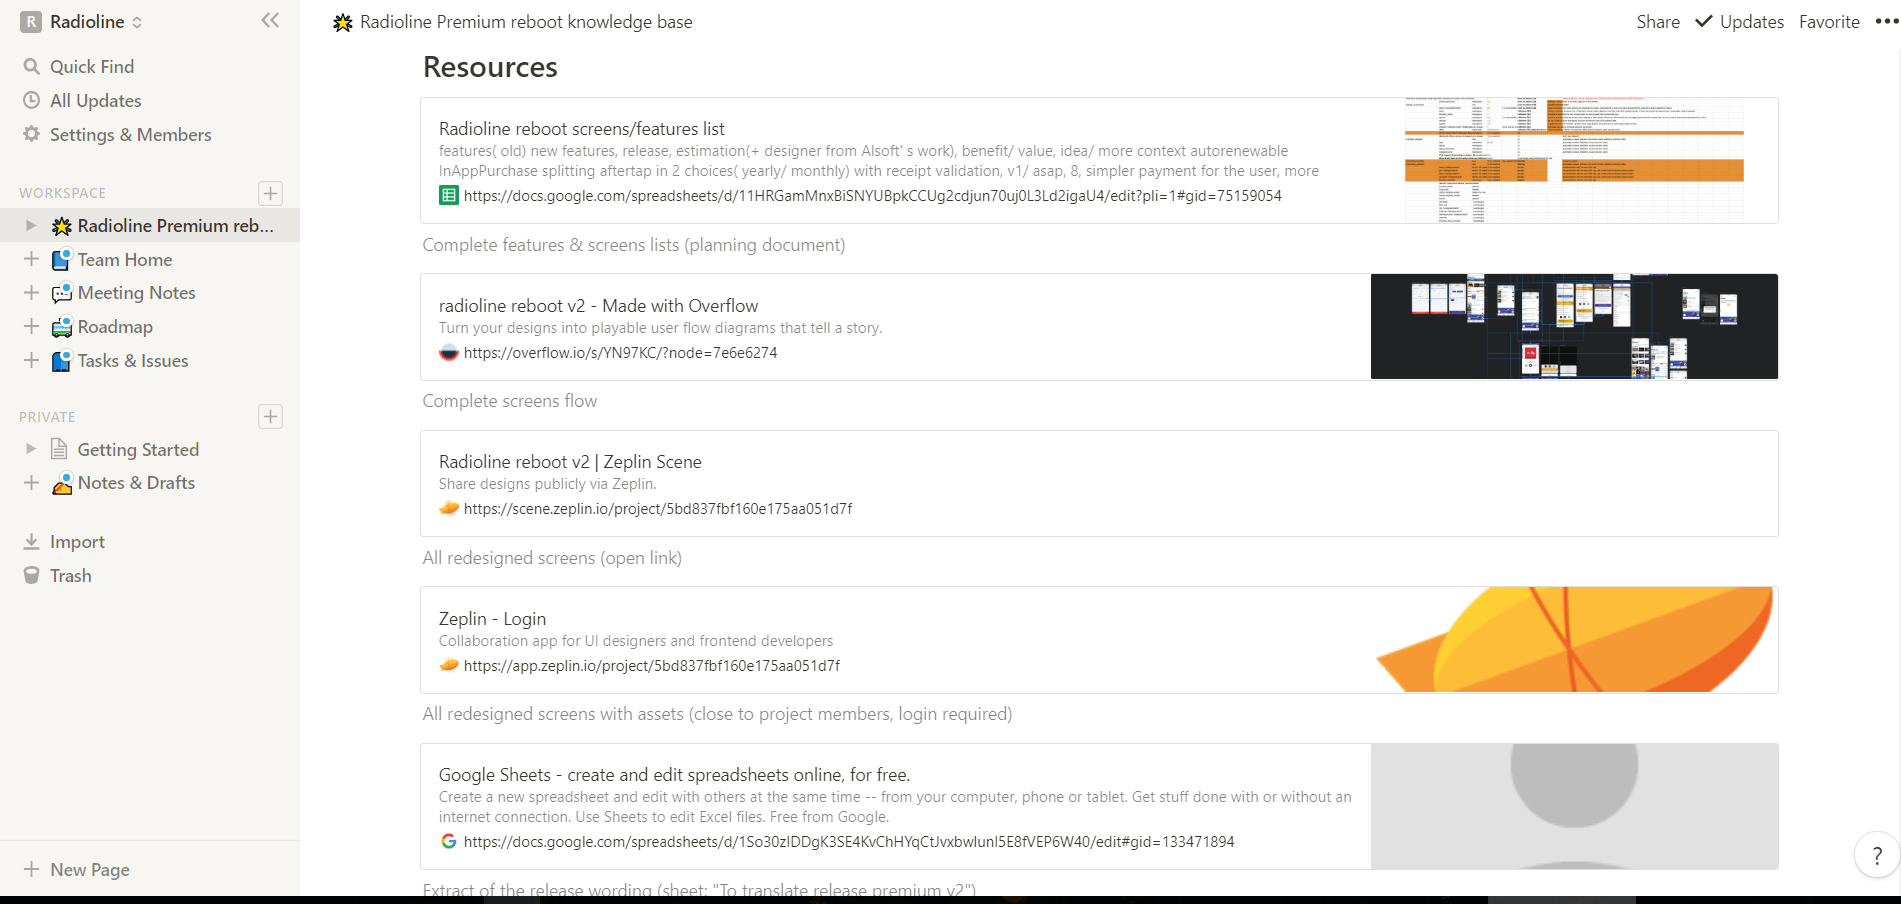 R Radioline
Quick Find
All Updates
Settings & Members
WORKSPACE
Radioline Premium reb...
Team Home
Meeting Notes
Roadmap
Tasks & Issues
PRIVATE
Getting Started
Notes & Drafts
Import
Trash
New Page
Radioline Premium reboot knowledge base
Share Updates Favorite
Resources
Radioline reboot screens/features list
features( old) new features, release, estimation(+ designer from Alsoft' s work), benefit/ value, idea/ more context autorenewable
InAppPurchase splitting aftertap in 2 choices( yearly/ monthly) with receipt validation, v1/ asap, 8, simpler payment for the user, more
https://docs.google.com/spreadsheets/d/11HRGamMnxBiSNYUBpkCCUg2cdjun70uj0L3Ld2igaU4/edit?pli=1#gid=75159054
Complete features & screens lists (planning document)
radioline reboot v2 - Made with Overflow
Turn your designs into playable user flow diagrams that tell a story.
https://overflow.io/s/YN97KC/?node=7e6e6274
Complete screens flow
Radioline reboot v2 | Zeplin Scene
Share designs publicly via Zeplin.
https://scene.zeplin.io/project/5bd837fbf160e175aa051d7f
All redesigned screens (open link)
Zeplin - Login
Collaboration app for UI designers and frontend developers
https://app.zeplin.io/project/5bd837fbf160e175aa051d7f
All redesigned screens with assets (close to project members, login required)
Google Sheets - create and edit spreadsheets online, for free.
Create a new spreadsheet and edit with others at the same time -- from your computer, phone or tablet. Get stuff done with or without an
internet connection. Use Sheets to edit Excel files. Free from Google.
https://docs.google.com/spreadsheets/d/1So30zIDDgK3SE4KvChHYqCtJvxbwIunI5E8fVEP6W40/edit#gid=133471894
Extract of the release wording (sheet: "To translate release premium v2")
?